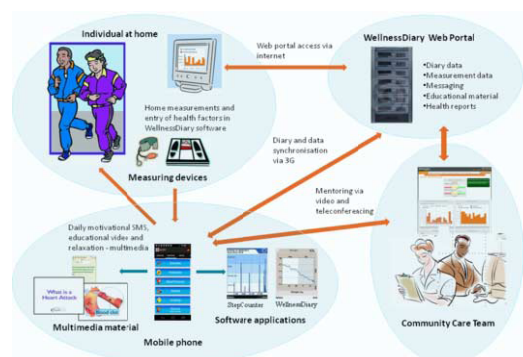 Individual at home
Web portal access via
internet
WellnessDiary Web Portal
•Diary data
•Measurement data
•Messaging
•Educational material
•Health reports
Home measurements and
entry of health factors in
WellnessDiary software
Measuring devices
Diary and data
synchronisation
via 3G
Mentoring via
video and
teleconferencing
Daily motivational SMS,
educational video and
relaxation - multimedia
What is a
Heart Attack
Blood clot
StepCounter
WellnessDiary
Software applications
Multimedia material
Mobile phone
Community Care Team